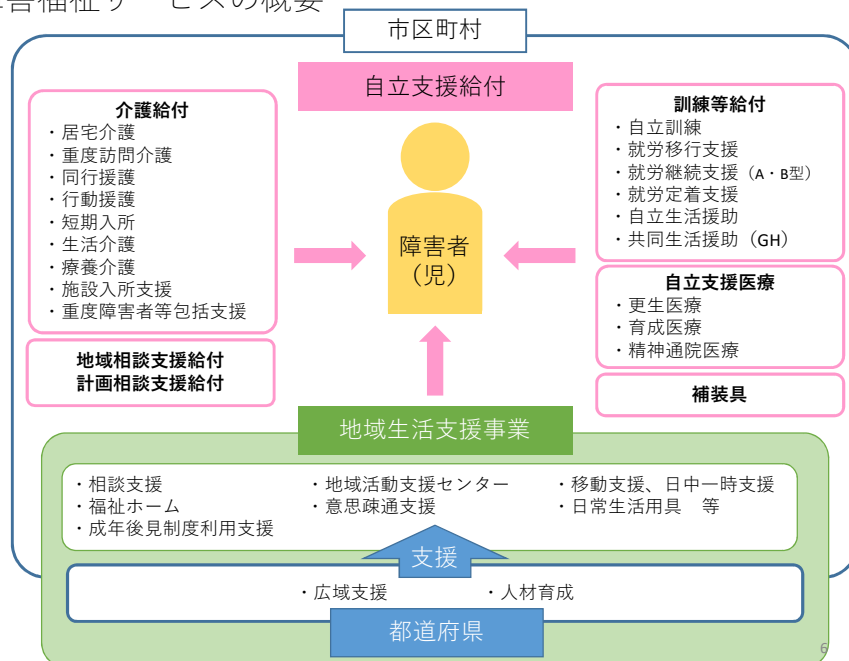 害福祉サービスの概要
市区町村
自立支援給付
介護給付
・居宅介護
・重度訪問介護
・同行援護
・行動援護
・短期入所
・生活介護
・療養介護
・施設入所支援
・重度障害者等包括支援
地域相談支援給付
計画相談支援給付
障害者
（児）
訓練等給付
・自立訓練
・就労移行支援
・就労継続支援（A・B型）
・就労定着支援
・自立生活援助
・共同生活援助（GH）
自立支援医療
・更生医療
・育成医療
・精神通院医療
補装具
地域生活支援事業
・相談支援
・福祉ホーム
・成年後見制度利用支援
・地域活動支援センター
・意思疎通支援
・移動支援、日中一時支援
・日常生活用具　等
支援
・広域支援
・人材育成
都道府県
6